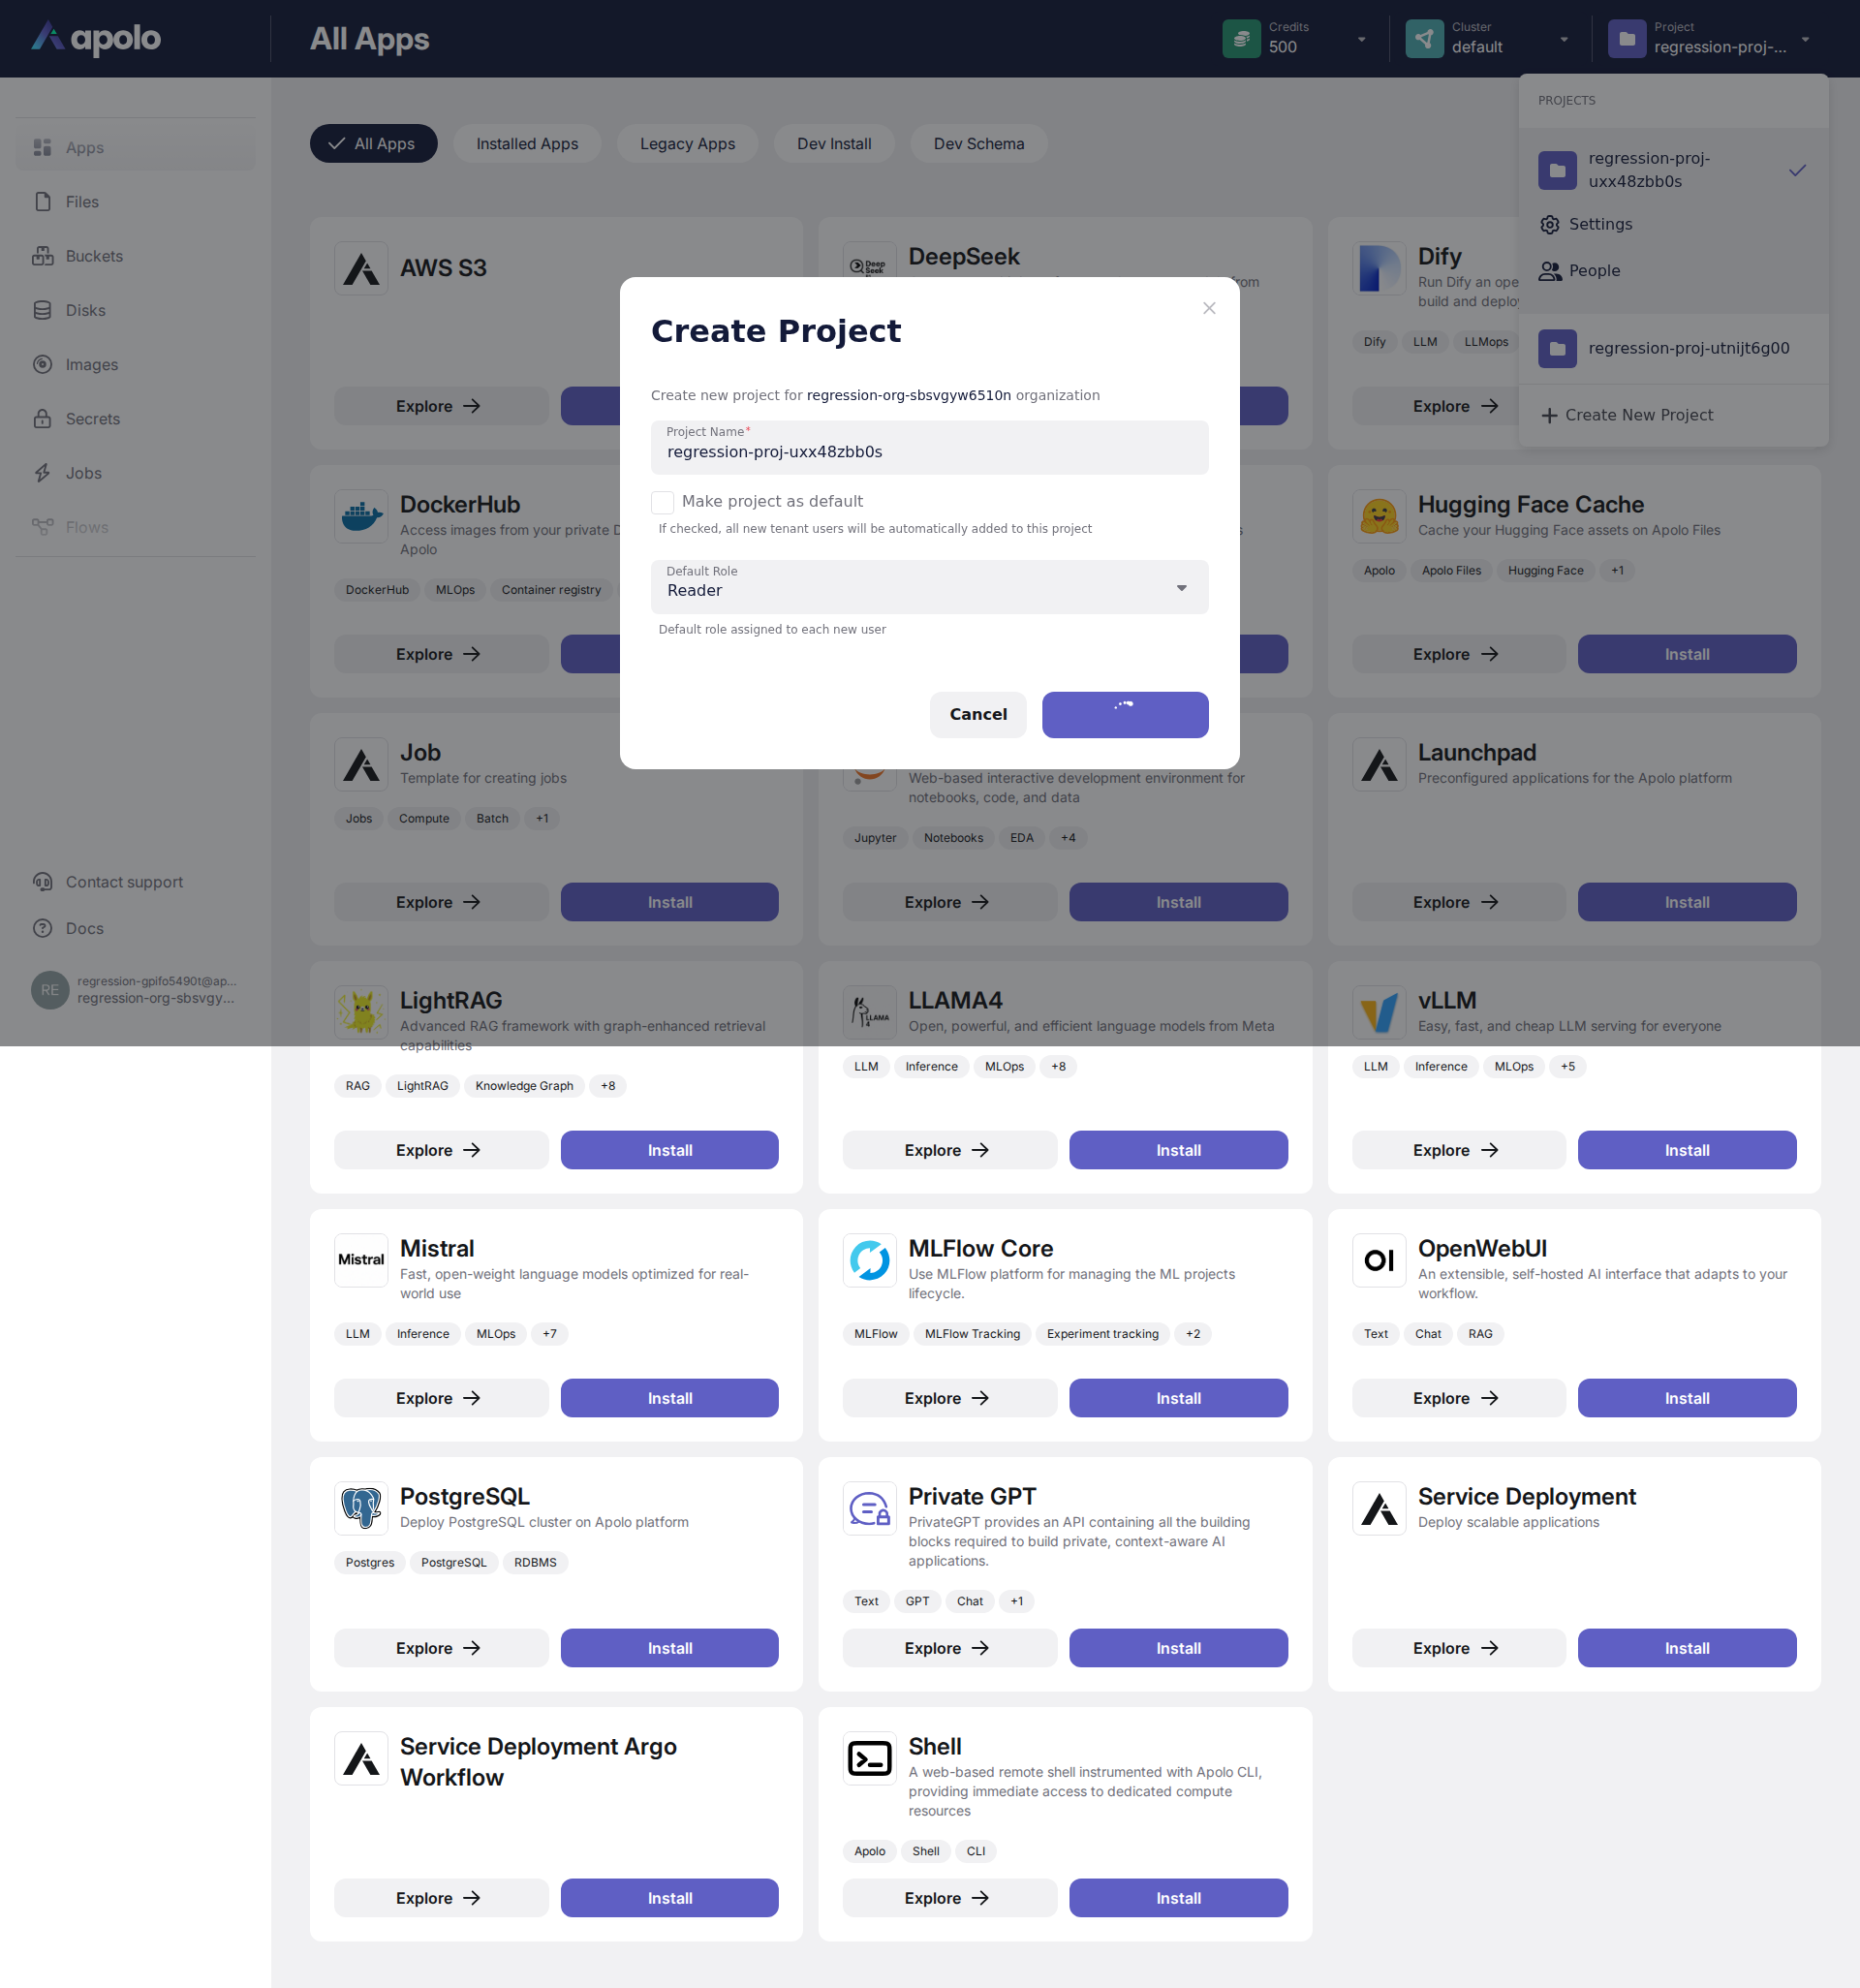 apolo
All Apps
Credits
500
Cluster
default
Project
regression-proj-...
PROJECTS
regression-proj-
uxx48zbb0s
Settings
People
regression-proj-utnijt6g00
Create New Project
Apps
Files
Buckets
Disks
Images
Secrets
Jobs
Flows
Contact support
Docs
RE
regression-gpifo5490t@ap...
regression-org-sbsvgy...
All Apps
Installed Apps
Legacy Apps
Dev Install
Dev Schema
Create Project
Create new project for regression-org-sbsvgyw6510n organization
Project Name*
regression-proj-uxx48zbb0s
Make project as default
If checked, all new tenant users will be automatically added to this project
Default Role
Reader
Default role assigned to each new user
Cancel
AWS S3
Explore
DeepSeek
Deep
Seek
from
Dify
Run Dify an ope
build and deploy
Dify
LLM
LLMops
Explore
DockerHub
Access images from your private D
Apolo
DockerHub
MLOps
Container registry
Explore
Hugging Face Cache
Cache your Hugging Face assets on Apolo Files
Apolo
Apolo Files
Hugging Face
+1
Explore
Install
Job
Template for creating jobs
Jobs
Compute
Batch
+1
Explore
Install
Web-based interactive development environment for
notebooks, code, and data
Jupyter
Notebooks
EDA
+4
Explore
Install
Launchpad
Preconfigured applications for the Apolo platform
Explore
Install
LightRAG
Advanced RAG framework with graph-enhanced retrieval
capabilities
RAG
LightRAG
Knowledge Graph
+8
Explore
Install
LLAMA
4
LLAMA4
Open, powerful, and efficient language models from Meta
LLM
Inference
MLOps
+8
Explore
Install
vLLM
Easy, fast, and cheap LLM serving for everyone
LLM
Inference
MLOps
+5
Explore
Install
Mistral
Mistral
Fast, open-weight language models optimized for real-
world use
LLM
Inference
MLOps
+7
Explore
Install
MLFlow Core
Use MLFlow platform for managing the ML projects
lifecycle.
MLFlow
MLFlow Tracking
Experiment tracking
+2
Explore
Install
OI
OpenWebUI
An extensible, self-hosted AI interface that adapts to your
workflow.
Text
Chat
RAG
Explore
Install
PostgreSQL
Deploy PostgreSQL cluster on Apolo platform
Postgres
PostgreSQL
RDBMS
Explore
Install
Private GPT
PrivateGPT provides an API containing all the building
blocks required to build private, context-aware AI
applications.
Text
GPT
Chat
+1
Explore
Install
Service Deployment
Deploy scalable applications
Explore
Install
Service Deployment Argo
Workflow
Explore
Install
Shell
A web-based remote shell instrumented with Apolo CLI,
providing immediate access to dedicated compute
resources
Apolo
Shell
CLI
Explore
Install